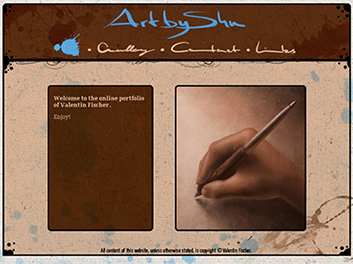 ArtbyShu
• Gallery • Contact • Links
Welcome to the online portfolio
of Valentin Fischer.
Enjoy!
All content of this website, unless otherwise stated, is copyright © Valentin Fischer.